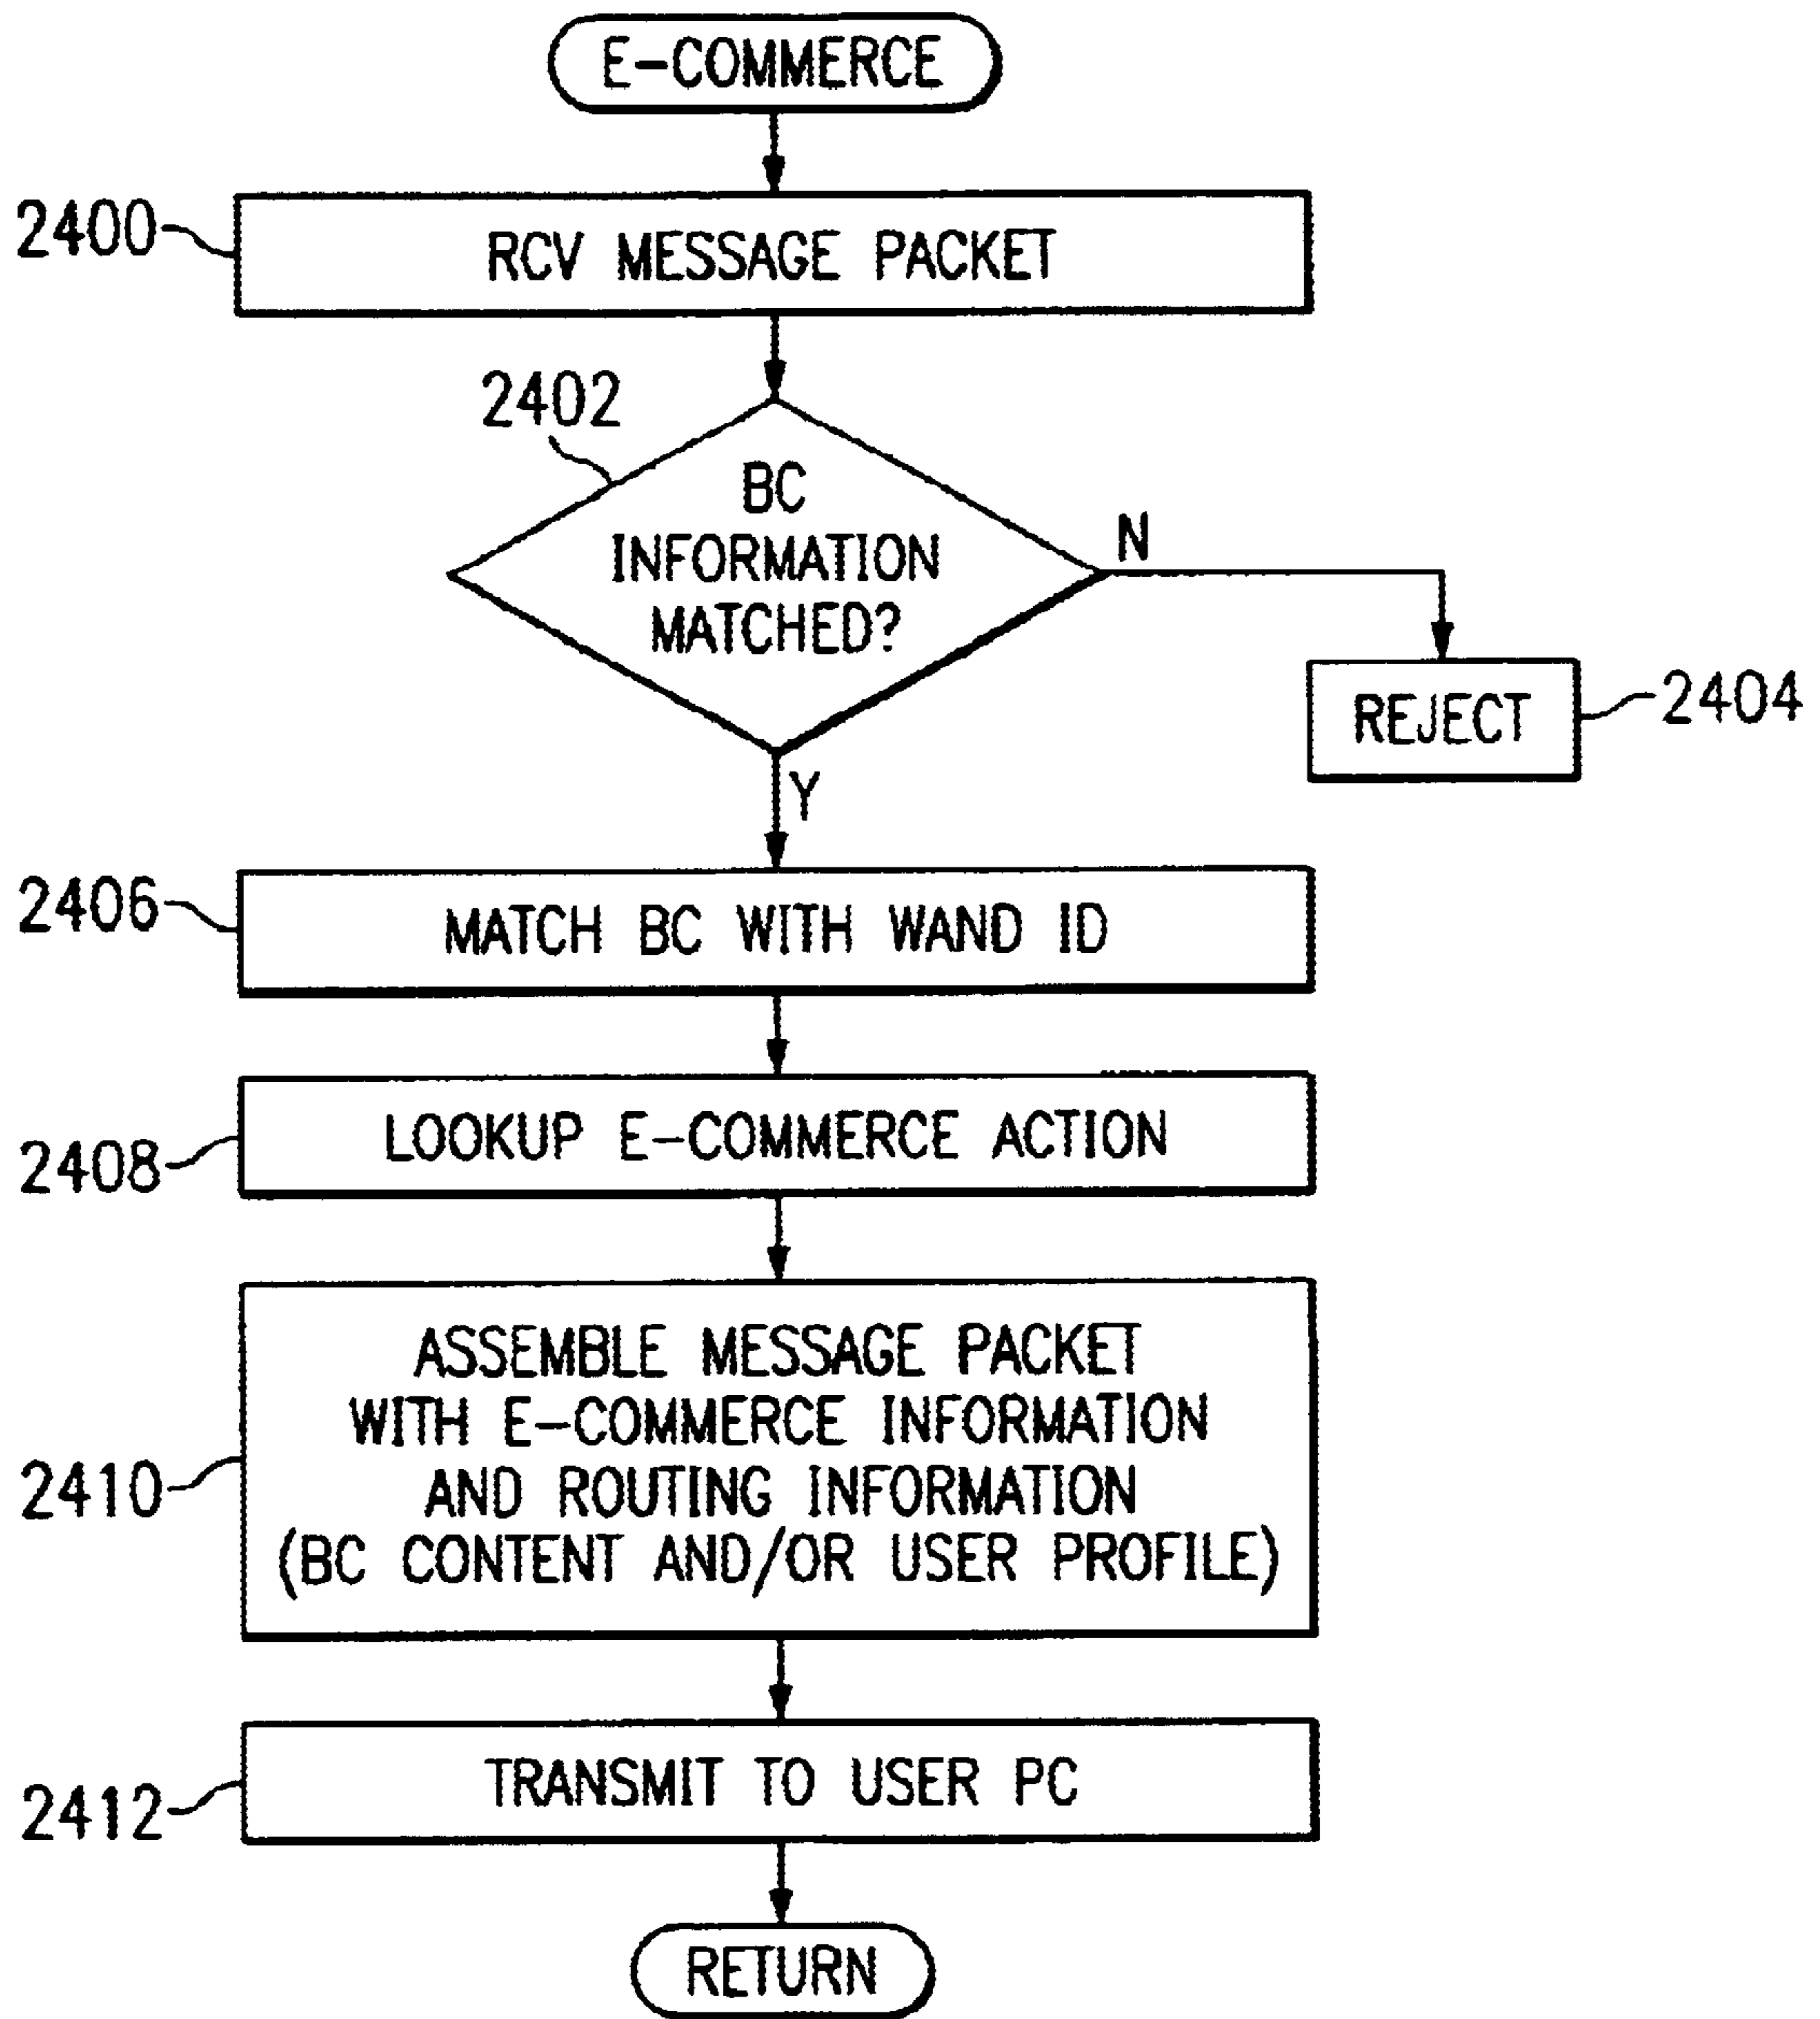 E-COMMERCE
2400
RCV MESSAGE PACKET
2402
BC
INFORMATION
MATCHED?
N
REJECT
2404
Y
2406
MATCH BC WITH WAND ID
2408
LOOKUP E-COMMERCE ACTION
2410
ASSEMBLE MESSAGE PACKET
WITH E-COMMERCE INFORMATION
AND ROUTING INFORMATION
(BC CONTENT AND/OR USER PROFILE)
2412
TRANSMIT TO USER PC
RETURN